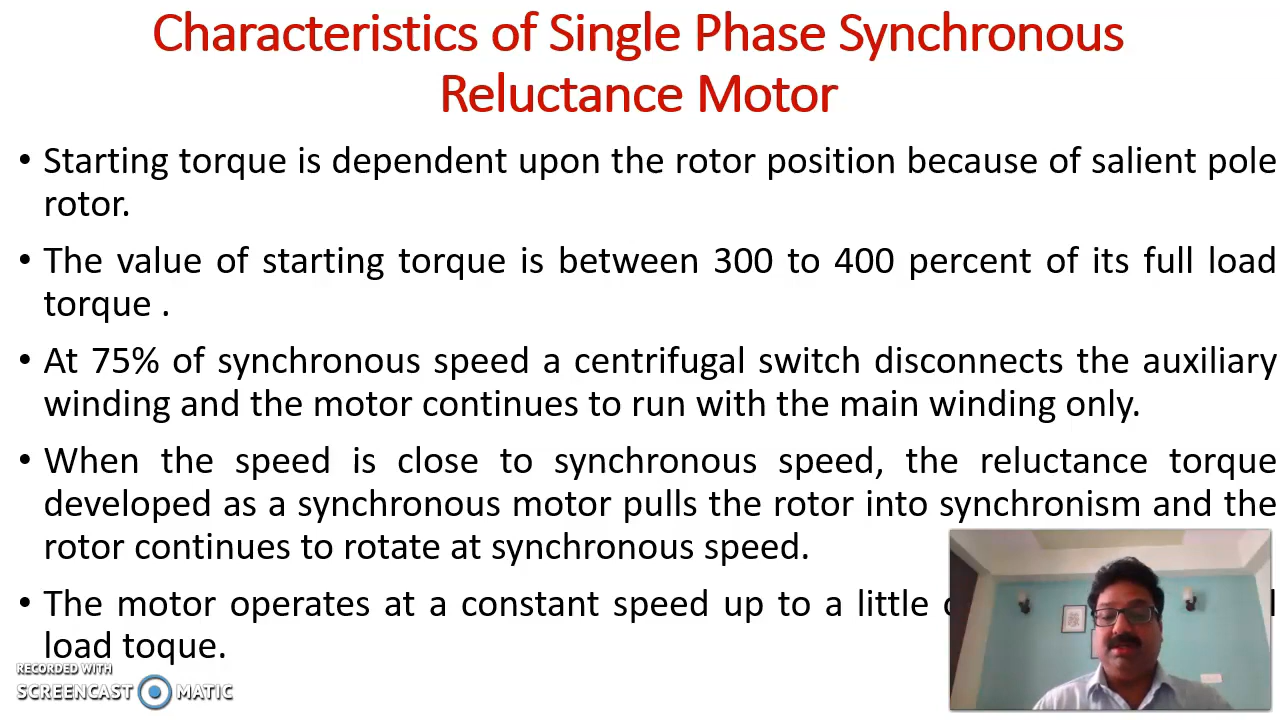 Characteristics of Single Phase Synchronous
Reluctance Motor
• Starting torque is dependent upon the rotor position because of salient pole
rotor.
• The value of starting torque is between 300 to 400 percent of its full load
torque .
• At 75% of synchronous speed a centrifugal switch disconnects the auxiliary
winding and the motor continues to run with the main winding only.
• When the speed is close to synchronous speed, the reluctance torque
developed as a synchronous motor pulls the rotor into synchronism and the
rotor continues to rotate at synchronous speed.
• The motor operates at a constant speed up to a little
load toque.
RECORDED WITH
SCREENCAST MATIC